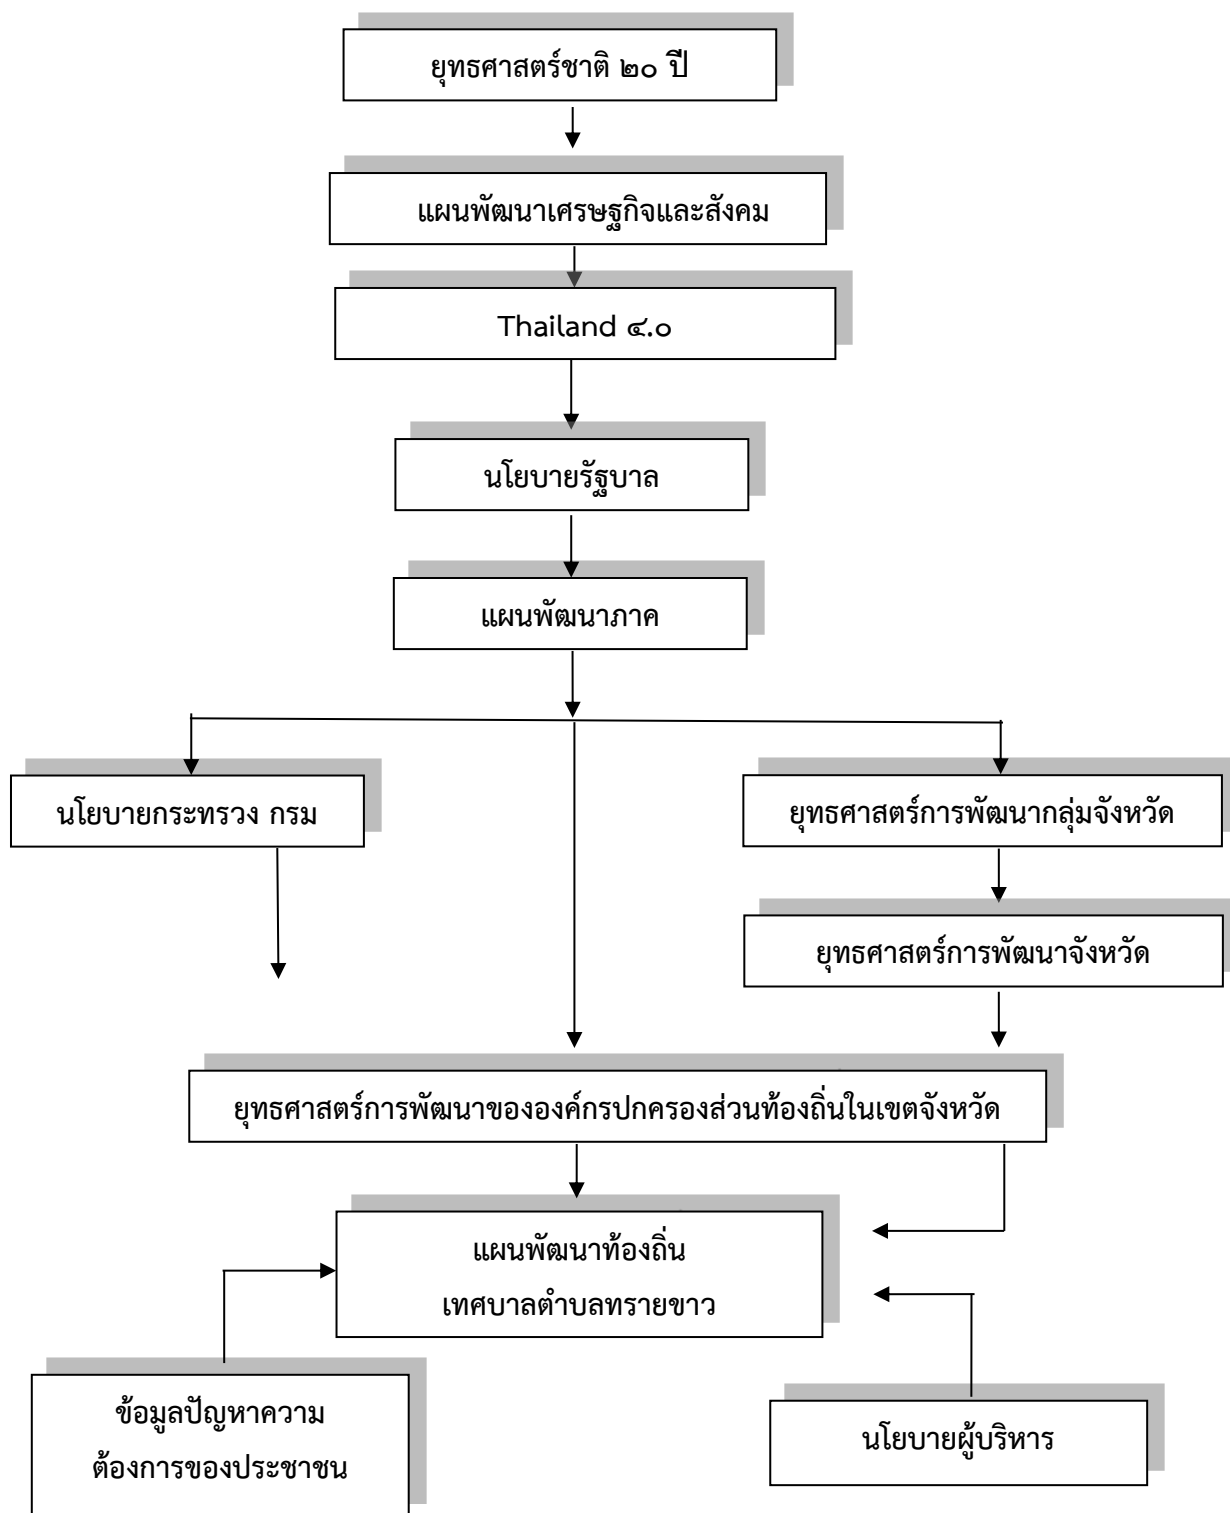 ยุทธศาสตร์ชาติ ๒๐ ปี
แผนพัฒนาเศรษฐกิจและสังคม
Thailand ๔.๐
นโยบายรัฐบาล
แผนพัฒนาภาค
นโยบายกระทรวง กรม
ยุทธศาสตร์การพัฒนากลุ่มจังหวัด
ยุทธศาสตร์การพัฒนาจังหวัด
ยุทธศาสตร์การพัฒนาขององค์กรปกครองส่วนท้องถิ่นในเขตจังหวัด
แผนพัฒนาท้องถิ่น
เทศบาลตำบลทรายขาว
ข้อมูลปัญหาความ
ต้องการของประชาชน
นโยบายผู้บริหาร